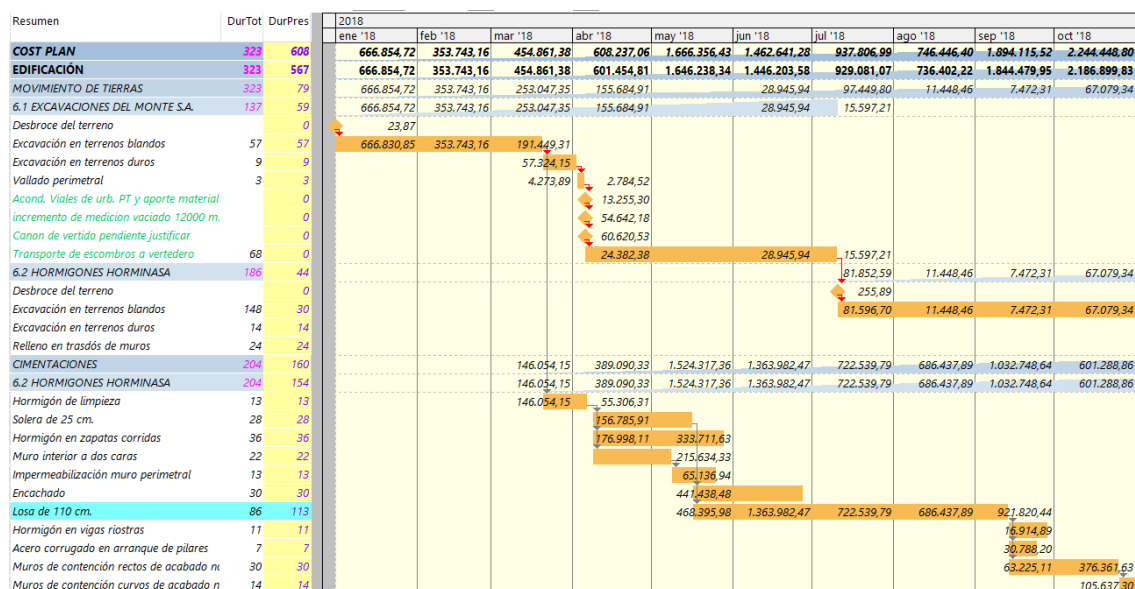 Resumen DurTot DurPres 2018
ene '18 feb '18 mar '18 abr '18 may '18 jun '18 jul '18 ago '18 sep '18 oct '18
COST PLAN 323 608 666.854,72 353.743,16 454.861,38 608.237,06 1.666.356,43 1.462.641,28 937.806,99 746.446,40 1.894.115,52 2.244.448,80
EDIFICACIÓN 323 567 666.854,72 353.743,16 454.861,38 601.454,81 1.646.238,34 1.446.203,58 929.081,07 736.402,22 1.844.479,95 2.186.899,83
MOVIMIENTO DE TIERRAS 323 79 666.854,72 353.743,16 253.047,35 155.684,91 28.945,94 97.449,80 11.448,46 7.472,31 67.079,34
6.1 EXCAVACIONES DEL MONTE S.A. 137 59 666.854,72 353.743,16 253.047,35 155.684,91 28.945,94 15.597,21
Desbroce del terreno 0 23,87
Excavación en terrenos blandos 57 57 666.830,85 353.743,16 191.449,31
Excavación en terrenos duros 9 9 57.324,15
Vallado perimetral 3 3 4.273,89 2.784,52
Acond. Viales de urb. PT y aporte material 0 13.255,30
incremento de medicion vaciado 12000 m. 0 54.642,18
Canon de vertido pendiente justificar 0 60.620,53
Transporte de escombros a vertedero 68 0 24.382,38 28.945,94 15.597,21
6.2 HORMIGONES HORMINASA 186 44 81.852,59 11.448,46 7.472,31 67.079,34
Desbroce del terreno 0 255,89
Excavación en terrenos blandos 148 30 81.596,70 11.448,46 7.472,31 67.079,34
Excavación en terrenos duros 14 14
Relleno en trasdós de muros 24 24
CIMENTACIONES 204 160 146.054,15 389.090,33 1.524.317,36 1.363.982,47 722.539,79 686.437,89 1.032.748,64 601.288,86
6.2 HORMIGONES HORMINASA 204 154 146.054,15 389.090,33 1.524.317,36 1.363.982,47 722.539,79 686.437,89 1.032.748,64 601.288,86
Hormigón de limpieza 13 13 146.054,15 55.306,31
Solera de 25 cm. 28 28 156.785,91
Hormigón en zapatas corridas 36 36 176.998,11 333.711,63
Muro interior a dos caras 22 22 215.634,33
Impermeabilización muro perimetral 13 13 65.136,94
Encachado 30 30 441.438,48
Losa de 110 cm. 86 113 468.395,98 1.363.982,47 722.539,79 686.437,89 921.820,44
Hormigón en vigas riostras 11 11 16.914,89
Acero corrugado en arranque de pilares 7 7 30.788,20
Muros de contención rectos de acabado no 30 30 63.225,11 376.361,63
Muros de contención curvos de acabado n 14 14 105.637,30